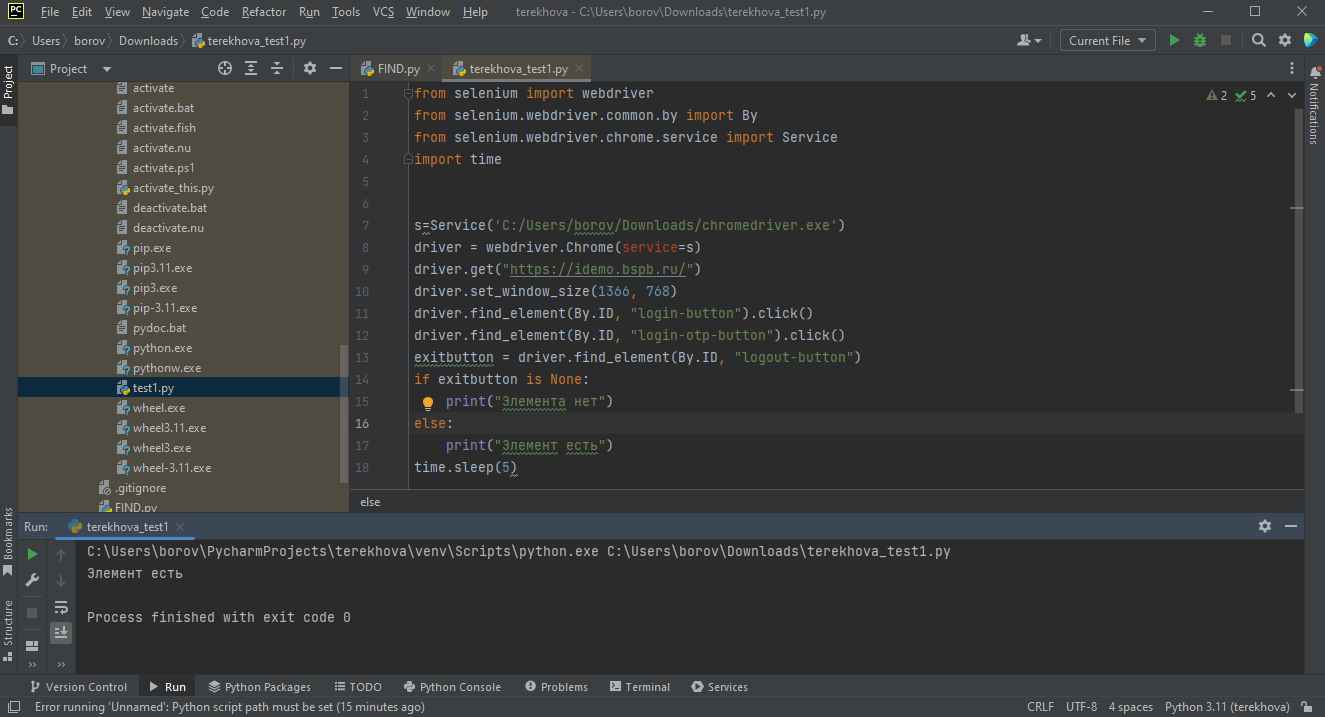 PC File Edit View Navigate Code Refactor Run Tools VCS Window Help terekhova - C:\Users\borov\Downloads\terekhova_test1.py
C: Users borov Downloads terekhova_test1.py Current File
Project
Project
activate
activate.bat
activate.fish
activate.nu
activate.ps1
activate_this.py
deactivate.bat
deactivate.nu
pip.exe
pip3.11.exe
pip3.exe
pip-3.11.exe
pydoc.bat
python.exe
pythonw.exe
test1.py
wheel.exe
wheel3.11.exe
wheel3.exe
wheel-3.11.exe
.gitignore
FIND.py
FIND.py terekhova_test1.py
2 5
1 from selenium import webdriver
2 from selenium.webdriver.common.by import By
3 from selenium.webdriver.chrome.service import Service
4 import time
5
6
7 s=Service('C:/Users/borov/Downloads/chromedriver.exe')
8 driver = webdriver.Chrome(service=s)
9 driver.get("https://idemo.bspb.ru/")
10 driver.set_window_size(1366, 768)
11 driver.find_element(By.ID, "login-button").click()
12 driver.find_element(By.ID, "login-otp-button").click()
13 exitbutton = driver.find_element(By.ID, "logout-button")
14 if exitbutton is None:
15 print("Элемента нет")
16 else:
17 print("Элемент есть")
18 time.sleep(5)
else
Notifications
Bookmarks
Structure
Run: terekhova_test1
C:\Users\borov\PycharmProjects\terekhova\venv\Scripts\python.exe C:\Users\borov\Downloads\terekhova_test1.py
Элемент есть
Process finished with exit code 0
Version Control Run Python Packages TODO Python Console Problems Terminal Services
Error running 'Unnamed': Python script path must be set (15 minutes ago) CRLF UTF-8 4 spaces Python 3.11 (terekhova)